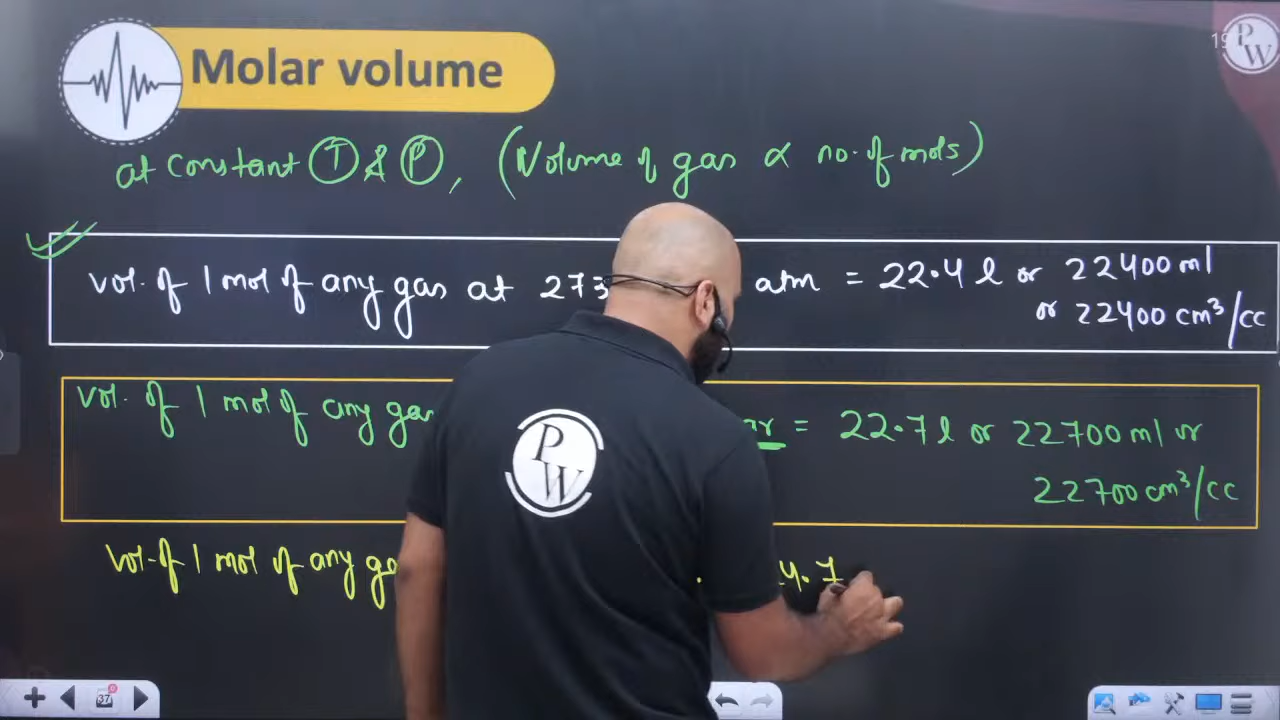 Molar volume
P
W
at constant T & P, (Volume of gas ∝ no. of mols)
vol. of 1 mol of any gas at 273 atm = 22.4 l or 22400 ml
or 22400 cm³/cc
vol. of 1 mol of any gas = 22.7 l or 22700 ml or
22700 cm³/cc
P
W
vol. of 1 mol of any
37